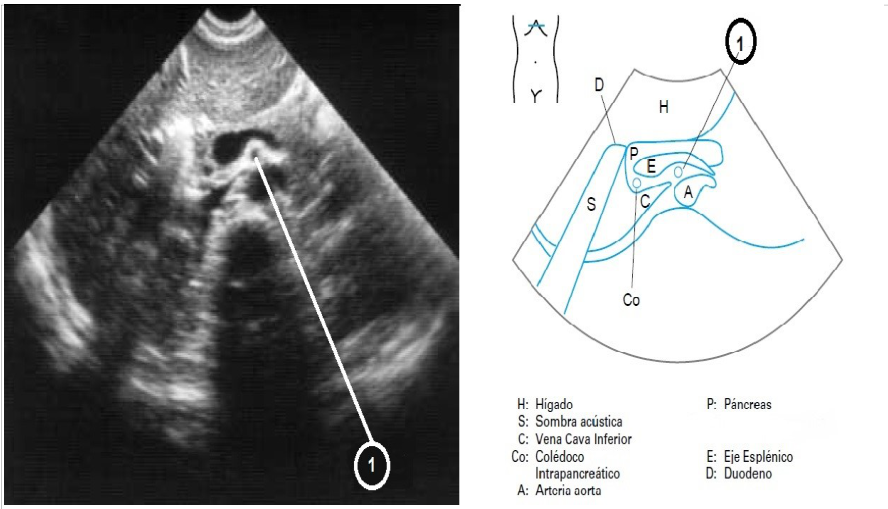 1
1
D
H
P
E
S
C
A
Co
H: Hígado
S: Sombra acústica
C: Vena Cava Inferior
Co: Colédoco
Intrapancreático
A: Arteria aorta
P: Páncreas
E: Eje Esplénico
D: Duodeno